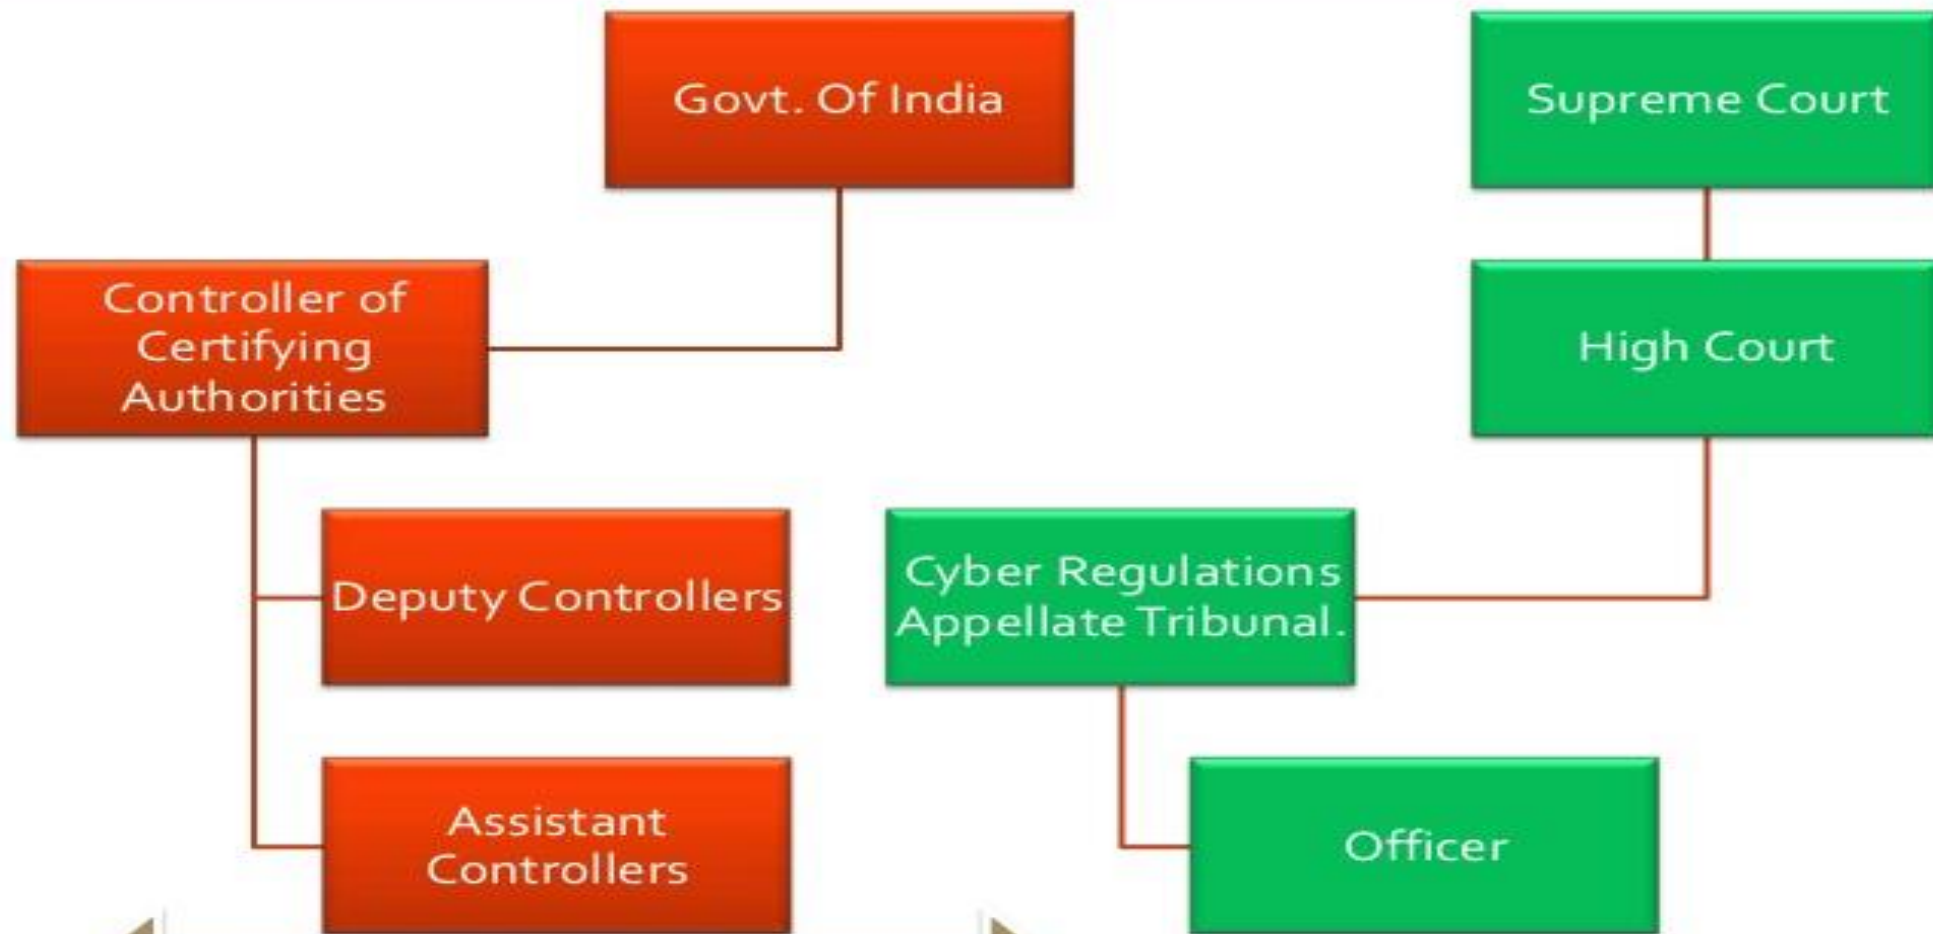 Govt. Of India
Supreme Court
Controller of
Certifying
Authorities
High Court
Deputy Controllers
Cyber Regulations
Appellate Tribunal.
Assistant
Controllers
Officer